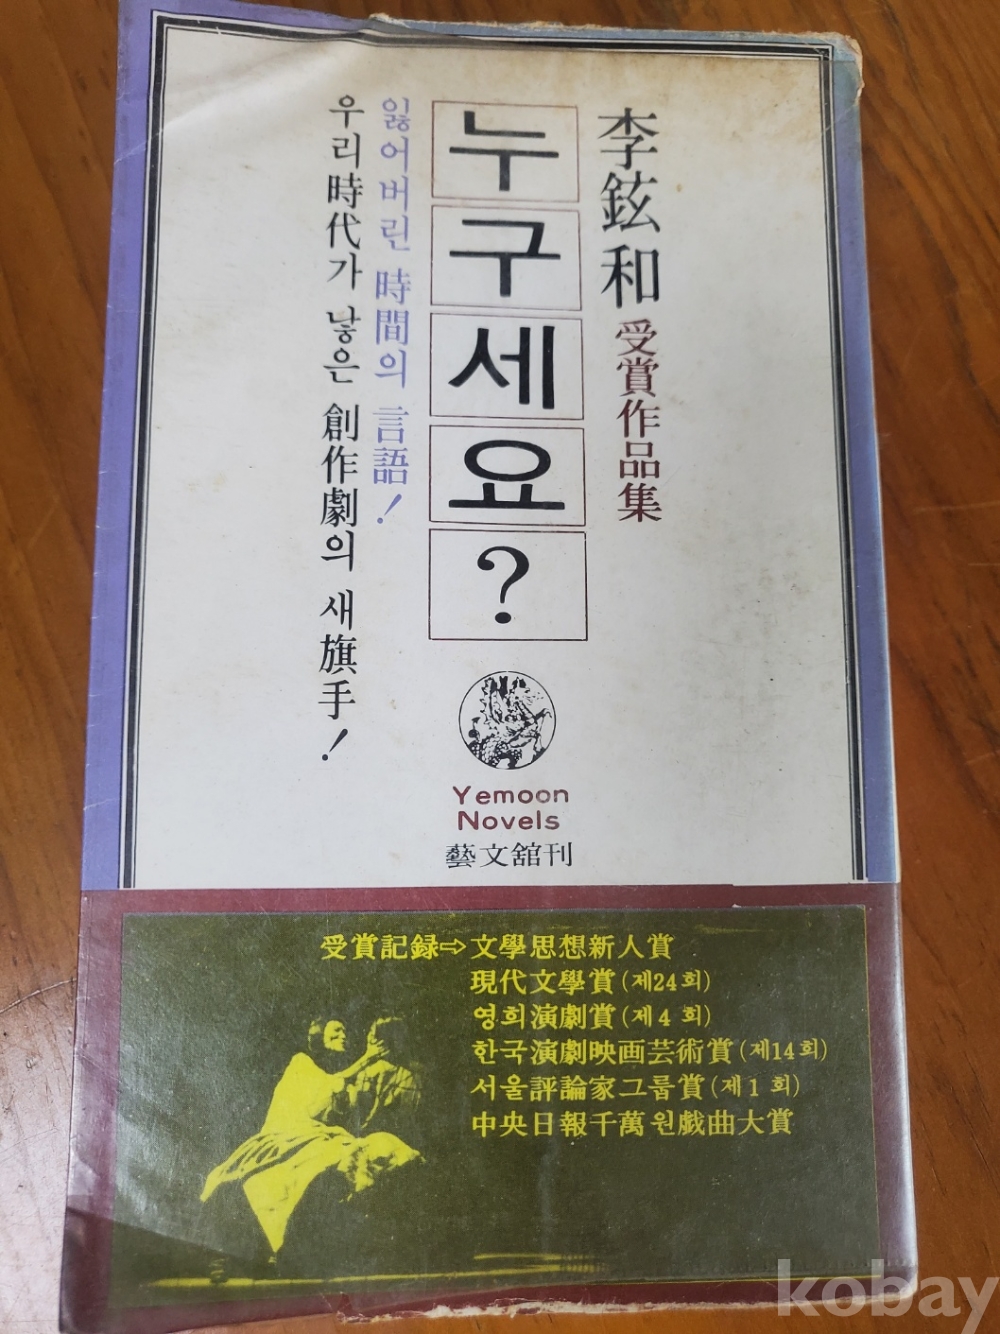 李鉉和 受賞作品集
누구세요?
잃어버린 時間의 言語!
우리時代가 낳은 創作劇의 새旗手!
Yemoon
Novels
藝文舘刊
受賞記録⇨文學思想新人賞
現代文學賞(제24회)
영희演劇賞(제4회)
한국演劇映画芸術賞(제14회)
서울評論家그룹賞(제1회)
中央日報千萬원戱曲大賞
kobay